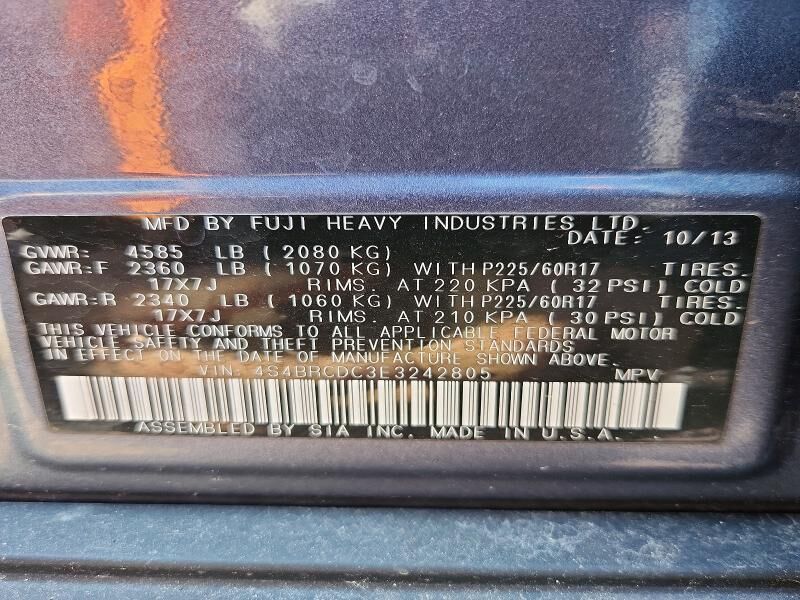 MFD BY FUJI HEAVY INDUSTRIES LTD.
DATE: 10/13
GVWR: 4585 LB ( 2080 KG)
GAWR:F 2360 LB ( 1070 KG) WITH P225/60R17 TIRES.
17X7J RIMS. AT 220 KPA ( 32 PSI) COLD
GAWR:R 2340 LB ( 1060 KG) WITH P225/60R17 TIRES.
17X7J RIMS. AT 210 KPA ( 30 PSI) COLD
THIS VEHICLE CONFORMS TO ALL APPLICABLE FEDERAL MOTOR
VEHICLE SAFETY AND THEFT PREVENTION STANDARDS
IN EFFECT ON THE DATE OF MANUFACTURE SHOWN ABOVE.
VIN: 4S4BRCDC3E3242805 MPV
ASSEMBLED BY SIA INC. MADE IN U.S.A.